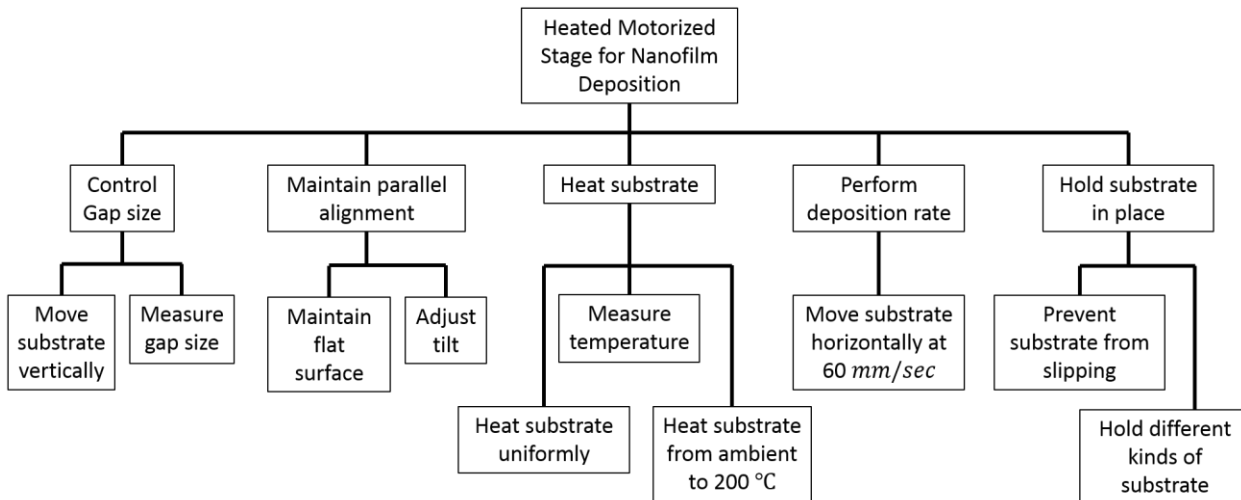 Heated Motorized
Stage for Nanofilm
Deposition
Control
Gap size
Maintain parallel
alignment
Heat substrate
Perform
deposition rate
Hold substrate
in place
Move
substrate
vertically
Measure
gap size
Maintain
flat
surface
Adjust
tilt
Measure
temperature
Move substrate
horizontally at
60 mm/sec
Prevent
substrate from
slipping
Heat substrate
uniformly
Heat substrate
from ambient
to 200 ℃
Hold different
kinds of
substrate